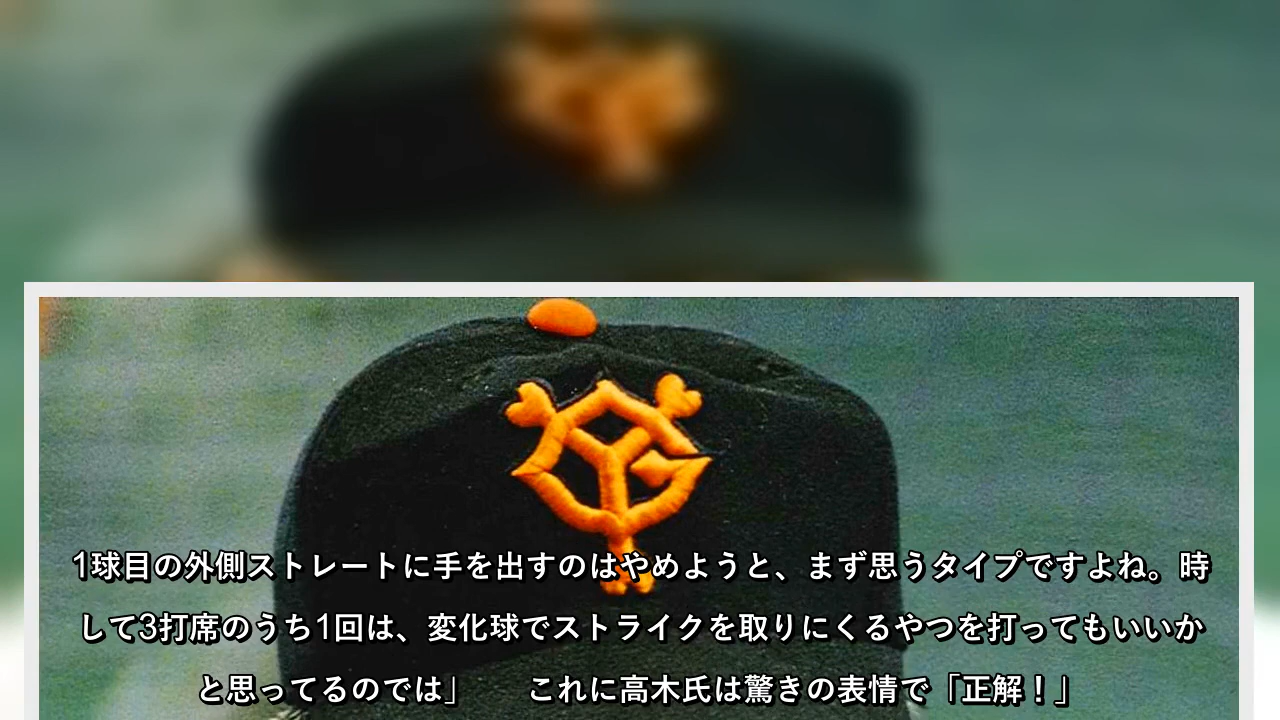 1球目の外側ストレートに手を出すのはやめようと、まず思うタイプですよね。時
して3打席のうち1回は、変化球でストライクを取りにくるやつを打ってもいいか
と思ってるのでは」　　これに高木氏は驚きの表情で「正解！」